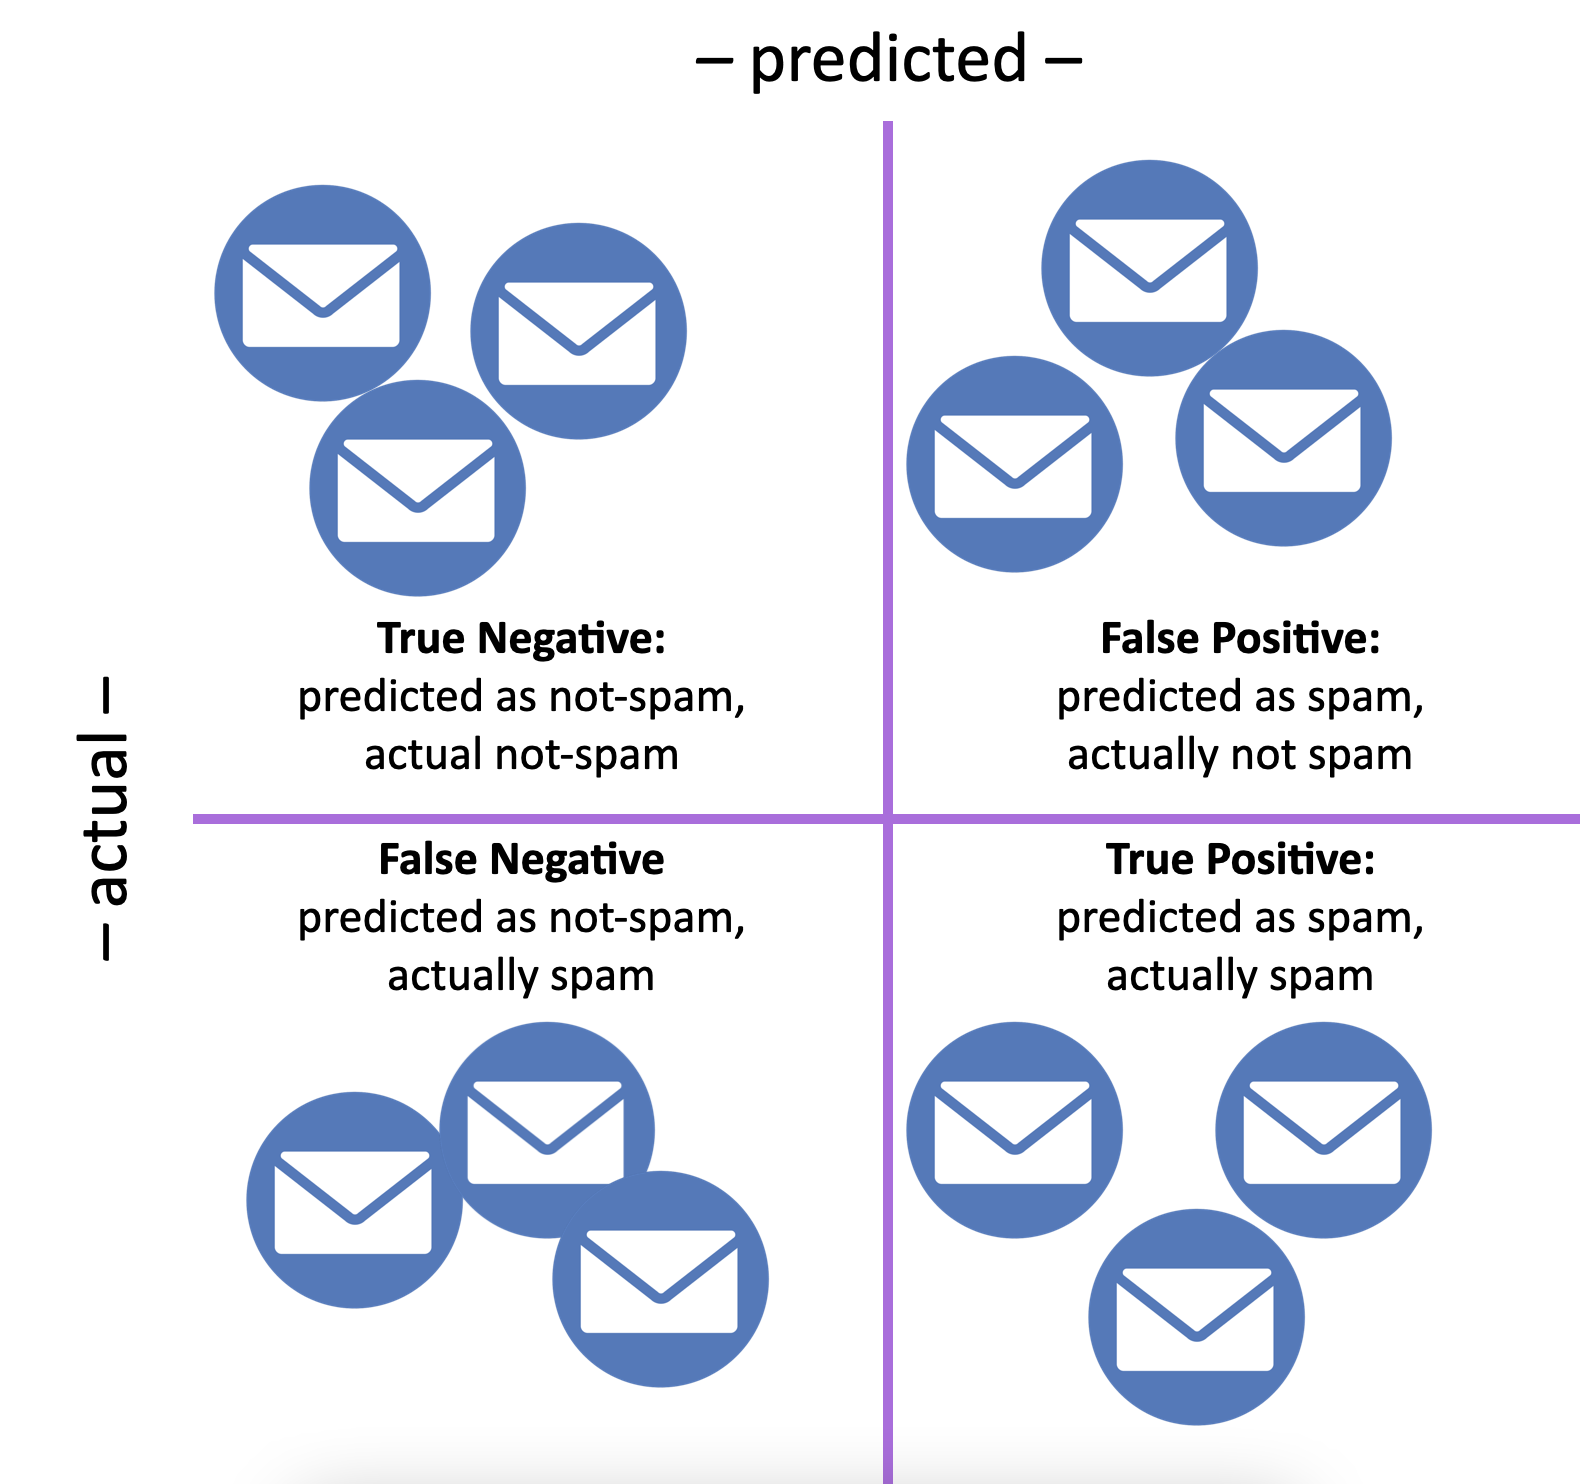 – predicted –
True Negative:
predicted as not-spam,
actual not-spam
False Positive:
predicted as spam,
actually not spam
– actual –
False Negative
predicted as not-spam,
actually spam
True Positive:
predicted as spam,
actually spam